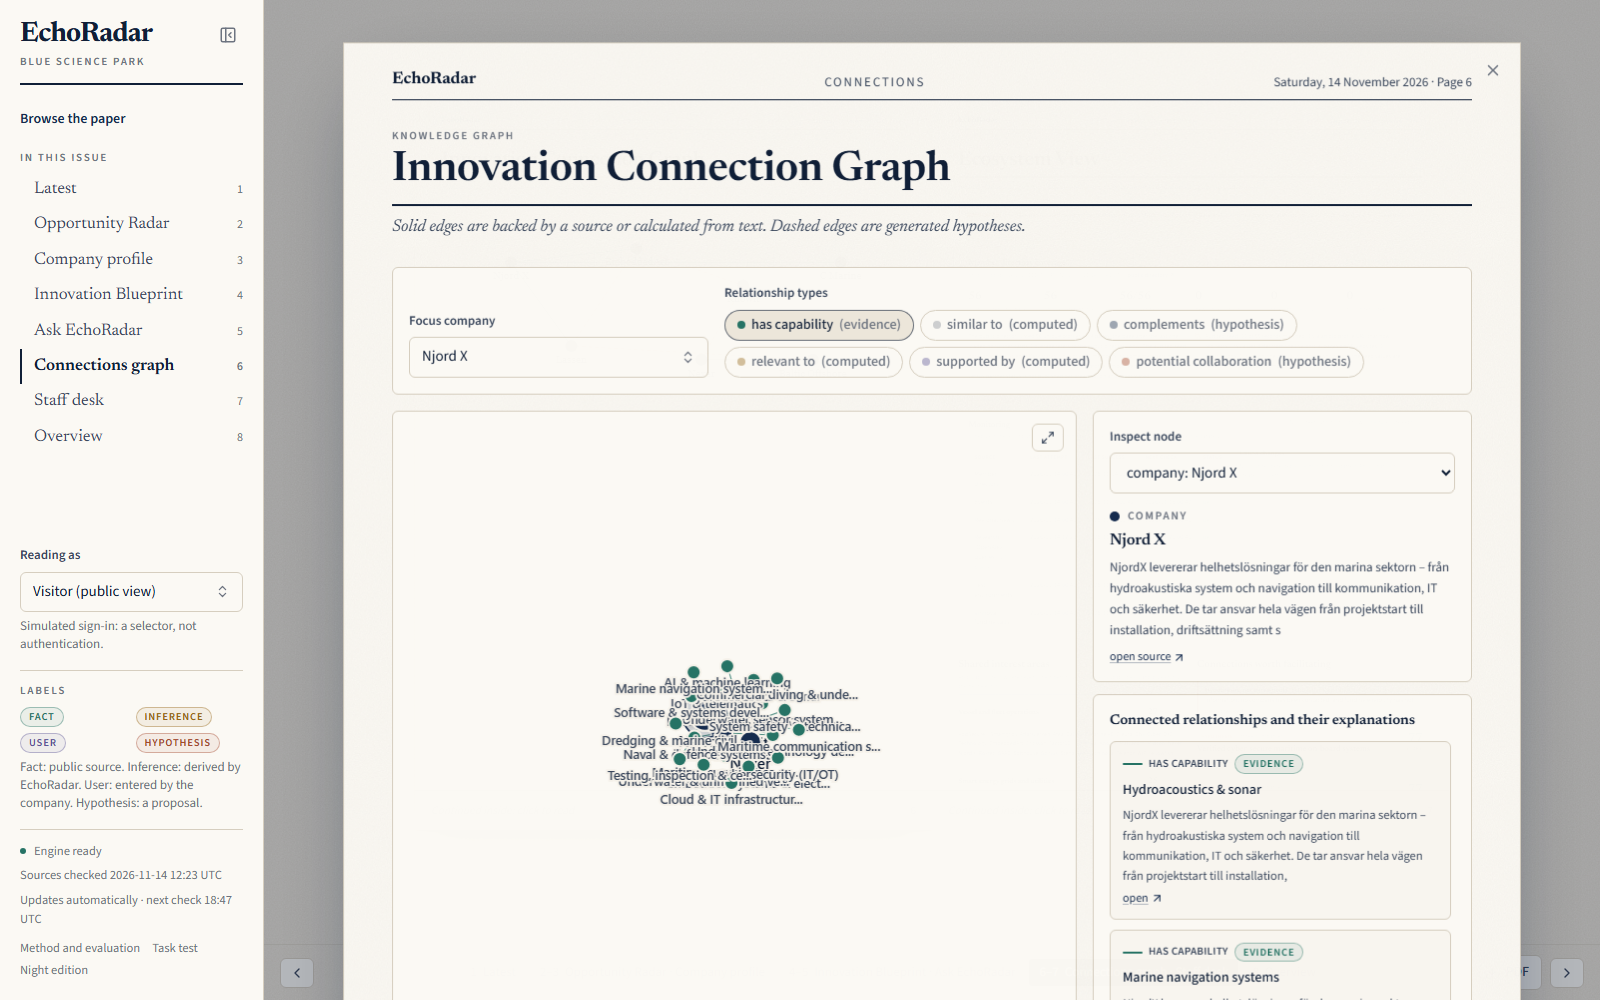 EchoRadar
BLUE SCIENCE PARK
Browse the paper
IN THIS ISSUE
Latest 1
Opportunity Radar 2
Company profile 3
Innovation Blueprint 4
Ask EchoRadar 5
Connections graph 6
Staff desk 7
Overview 8
Reading as
Visitor (public view)
Simulated sign-in: a selector, not
authentication.
LABELS
FACT INFERENCE
USER HYPOTHESIS
Fact: public source. Inference: derived by
EchoRadar. User: entered by the
company. Hypothesis: a proposal.
Engine ready
Sources checked 2026-11-14 12:23 UTC
Updates automatically · next check 18:47
UTC
Method and evaluation Task test
Night edition
EchoRadar CONNECTIONS Saturday, 14 November 2026 · Page 6
KNOWLEDGE GRAPH
Innovation Connection Graph
Solid edges are backed by a source or calculated from text. Dashed edges are generated hypotheses.
Focus company
Njord X
Relationship types
has capability (evidence) similar to (computed) complements (hypothesis)
relevant to (computed) supported by (computed) potential collaboration (hypothesis)
AI & machine learning
Marine navigation system...
Commercial diving & unde...
Software & systems devel...
System safety
Dredging & marine civil
Maritime communication s...
Testing, inspection & ce...
Cloud & IT infrastructur...
Inspect node
company: Njord X
COMPANY
Njord X
NjordX levererar helhetslösningar för den marina sektorn – från
hydroakustiska system och navigation till kommunikation, IT
och säkerhet. De tar ansvar hela vägen från projektstart till
installation, driftsättning samt s
open source
Connected relationships and their explanations
HAS CAPABILITY EVIDENCE
Hydroacoustics & sonar
NjordX levererar helhetslösningar för den marina sektorn –
från hydroakustiska system och navigation till
kommunikation, IT och säkerhet. De tar ansvar hela vägen
från projektstart till installation,
open
HAS CAPABILITY EVIDENCE
Marine navigation systems